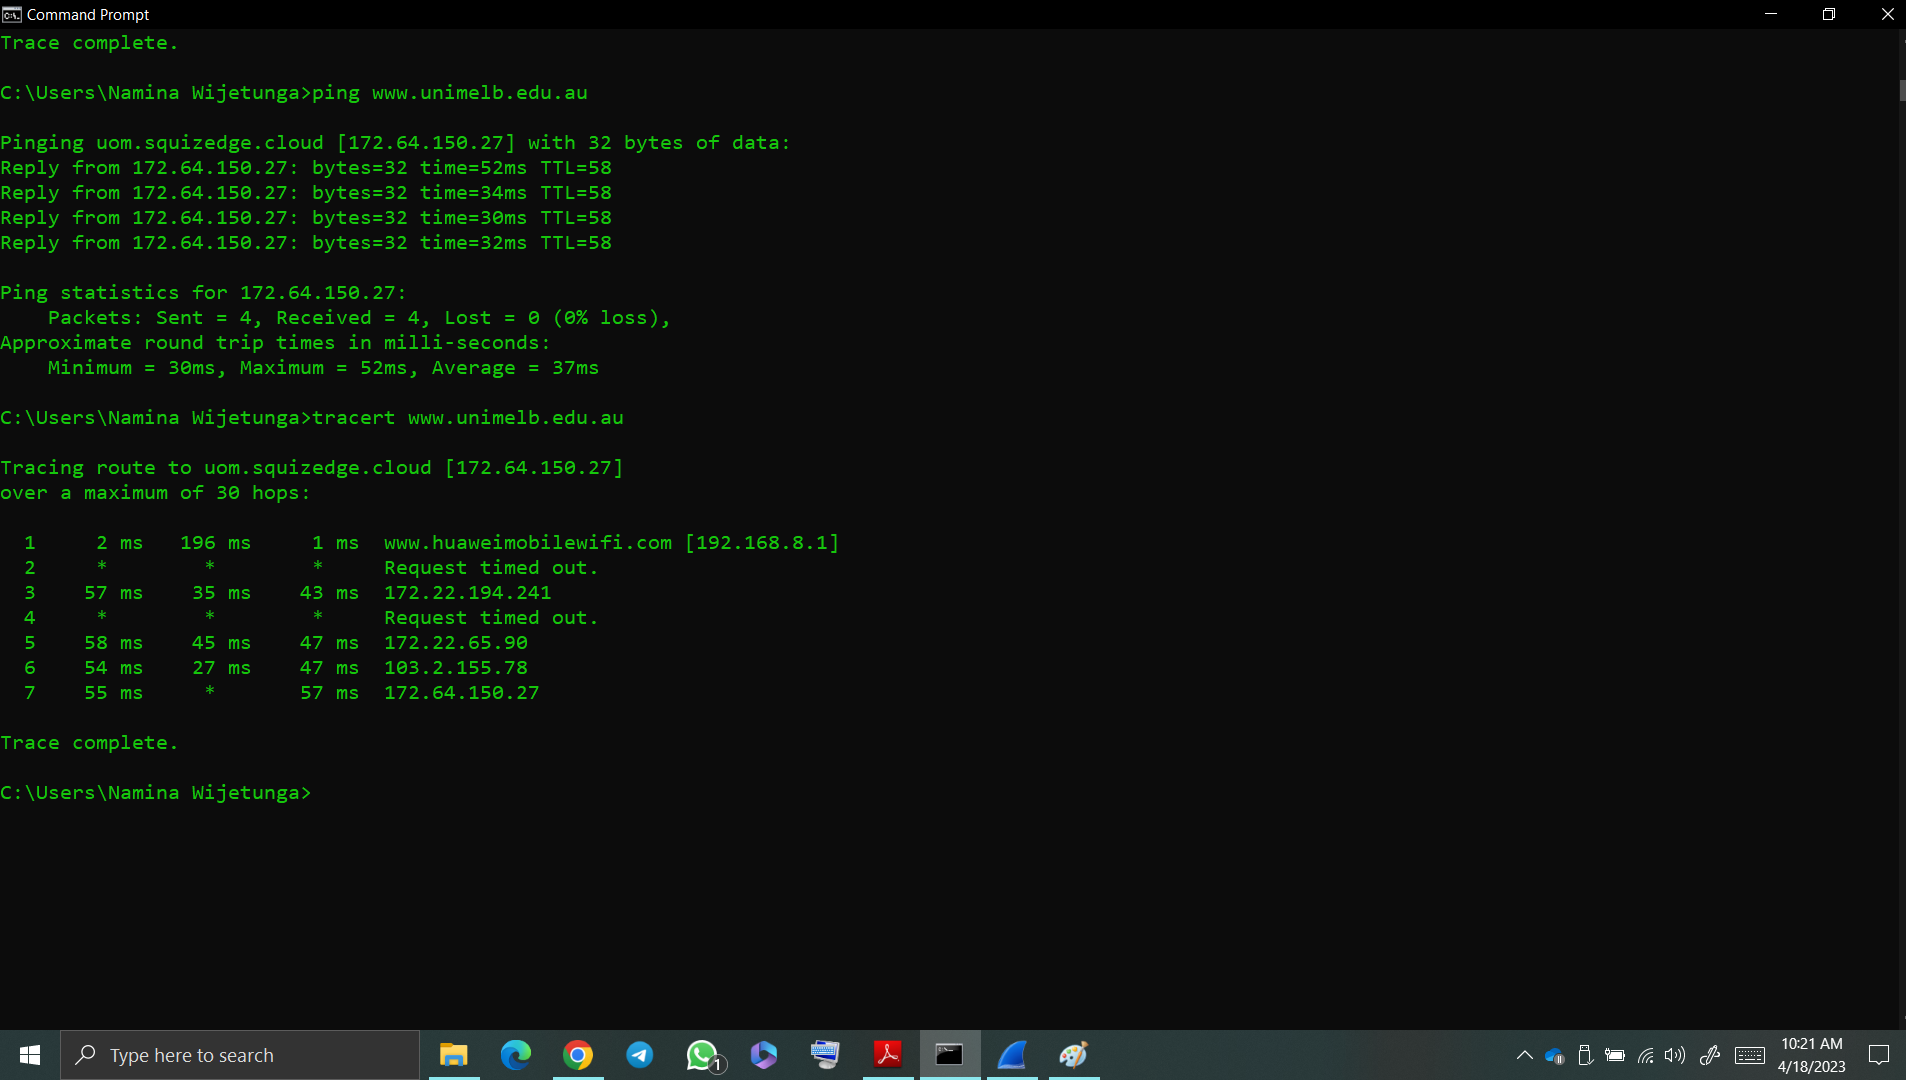 Command Prompt
Trace complete.
C:\Users\Namina Wijetunga>ping www.unimelb.edu.au
Pinging uom.squizedge.cloud [172.64.150.27] with 32 bytes of data:
Reply from 172.64.150.27: bytes=32 time=52ms TTL=58
Reply from 172.64.150.27: bytes=32 time=34ms TTL=58
Reply from 172.64.150.27: bytes=32 time=30ms TTL=58
Reply from 172.64.150.27: bytes=32 time=32ms TTL=58
Ping statistics for 172.64.150.27:
    Packets: Sent = 4, Received = 4, Lost = 0 (0% loss),
Approximate round trip times in milli-seconds:
    Minimum = 30ms, Maximum = 52ms, Average = 37ms
C:\Users\Namina Wijetunga>tracert www.unimelb.edu.au
Tracing route to uom.squizedge.cloud [172.64.150.27]
over a maximum of 30 hops:
  1     2 ms   196 ms     1 ms  www.huaweimobilewifi.com [192.168.8.1]
  2     *        *        *     Request timed out.
  3    57 ms    35 ms    43 ms  172.22.194.241
  4     *        *        *     Request timed out.
  5    58 ms    45 ms    47 ms  172.22.65.90
  6    54 ms    27 ms    47 ms  103.2.155.78
  7    55 ms     *       57 ms  172.64.150.27
Trace complete.
C:\Users\Namina Wijetunga>
Type here to search
1
10:21 AM
4/18/2023